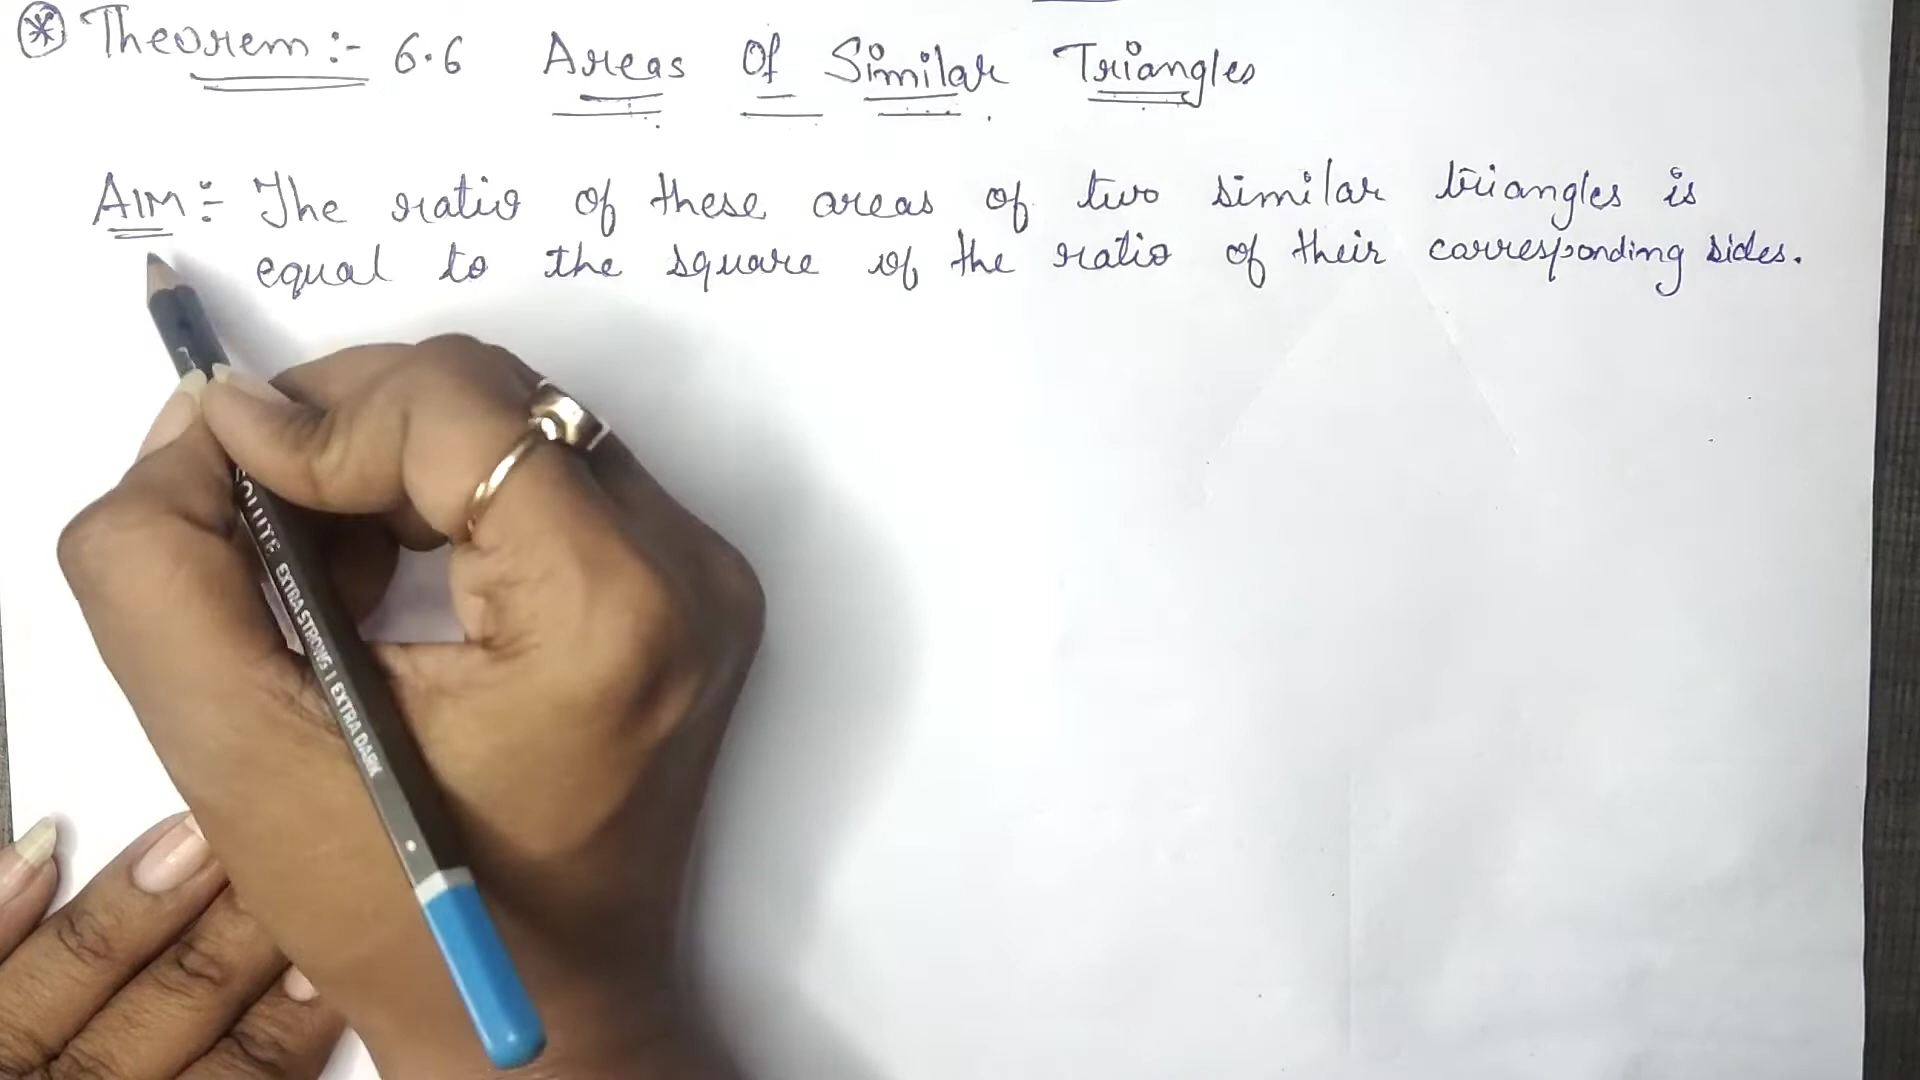 * Theorem :- 6.6 Areas Of Similar Triangles
AIM :- The ratio of these areas of two similar triangles is
equal to the square of the ratio of their corresponding sides.
SOLUTE EXTRA STRONG | EXTRA DARK